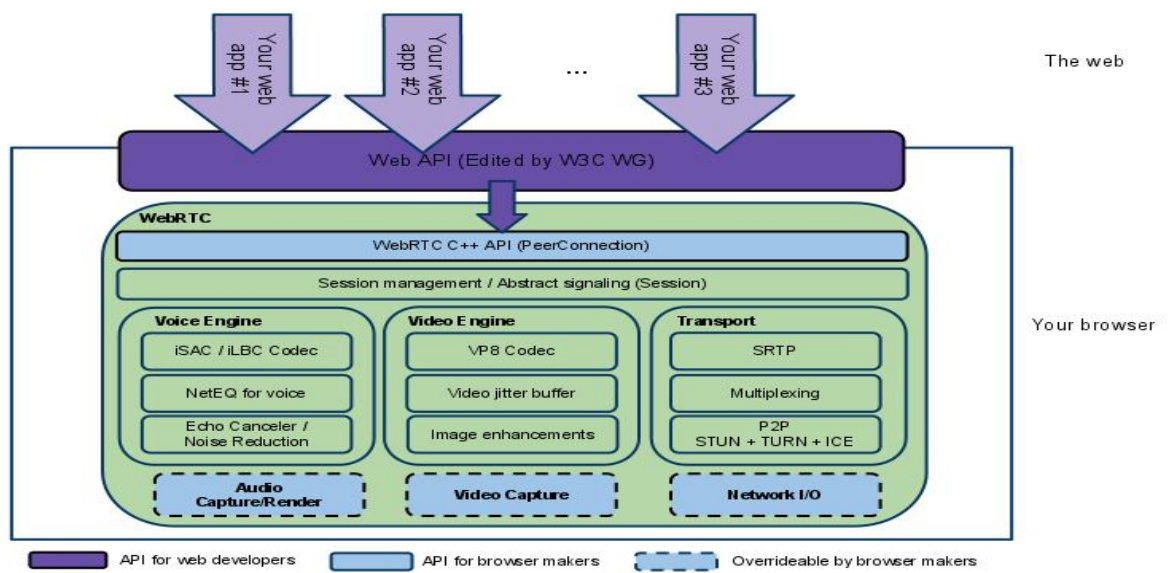 Your web
app #1
Your web
app #2
...
Your web
app #3
The web
Web API (Edited by W3C WG)
WebRTC
WebRTC C++ API (PeerConnection)
Session management / Abstract signaling (Session)
Voice Engine
iSAC / iLBC Codec
NetEQ for voice
Echo Canceler /
Noise Reduction
Video Engine
VP8 Codec
Video jitter buffer
Image enhancements
Transport
SRTP
Multiplexing
P2P
STUN + TURN + ICE
Your browser
Audio
Capture/Render
Video Capture
Network I/O
API for web developers
API for browser makers
Overrideable by browser makers